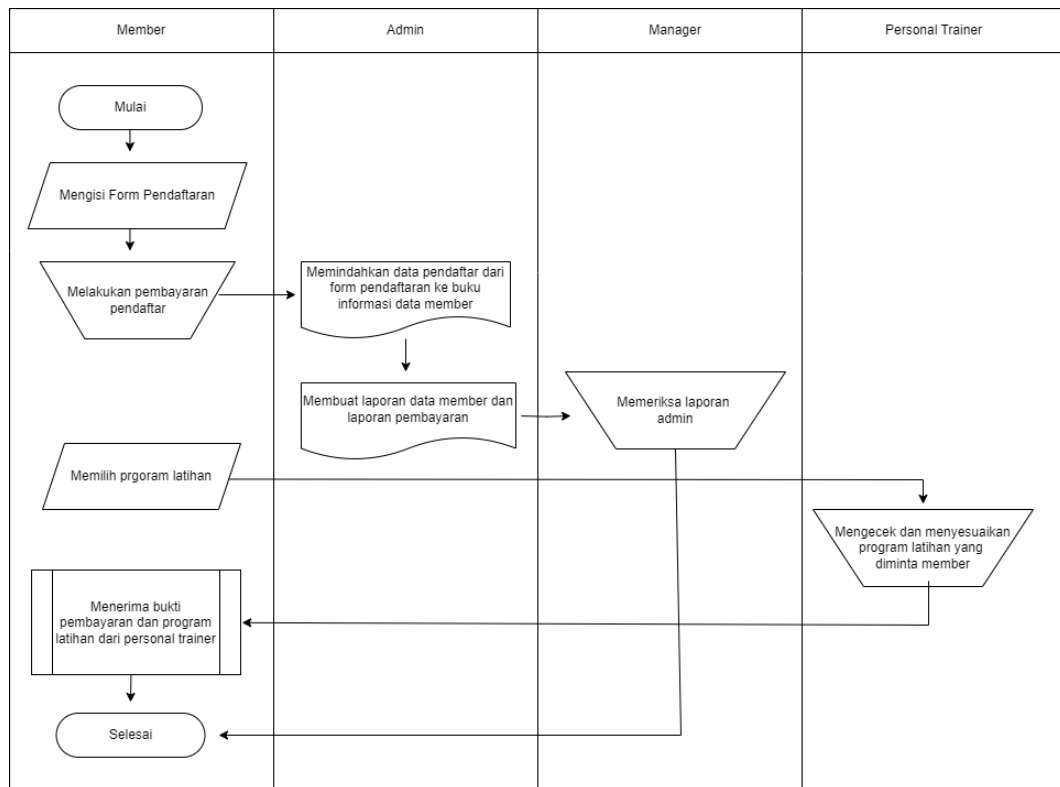 Member
Admin
Manager
Personal Trainer
Mulai
Mengisi Form Pendaftaran
Melakukan pembayaran
pendaftar
Memindahkan data pendaftar dari
form pendaftaran ke buku
informasi data member
Membuat laporan data member dan
laporan pembayaran
Memeriksa laporan
admin
Memilih prgoram latihan
Mengecek dan menyesuaikan
program latihan yang
diminta member
Menerima bukti
pembayaran dan program
latihan dari personal trainer
Selesai